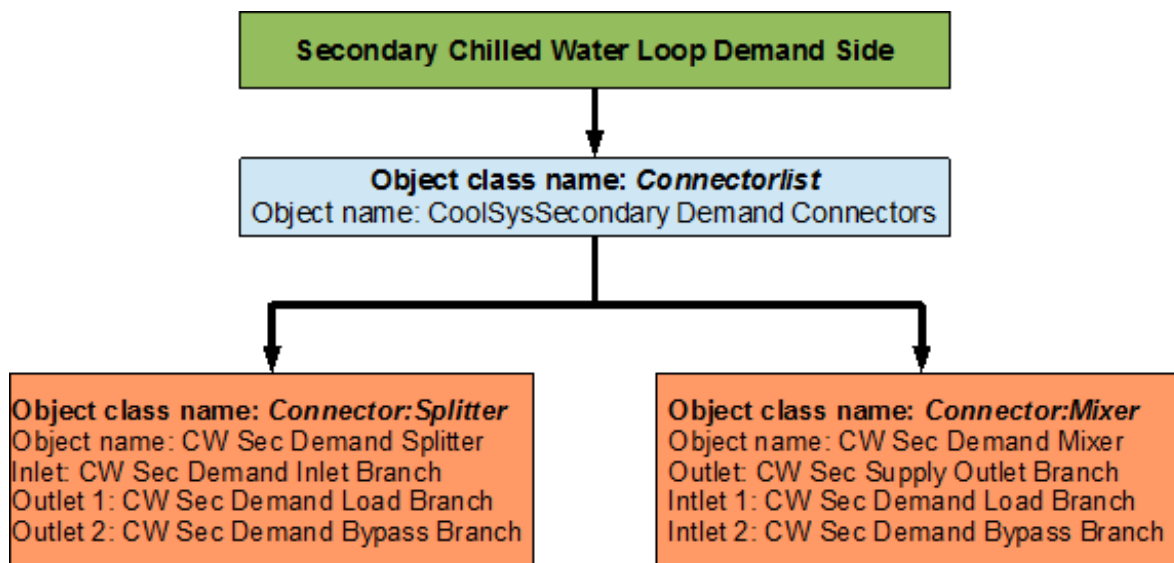 Secondary Chilled Water Loop Demand Side
Object class name: Connectorlist
Object name: CoolSysSecondary Demand Connectors
Object class name: Connector:Splitter
Object name: CW Sec Demand Splitter
Inlet: CW Sec Demand Inlet Branch
Outlet 1: CW Sec Demand Load Branch
Outlet 2: CW Sec Demand Bypass Branch
Object class name: Connector:Mixer
Object name: CW Sec Demand Mixer
Outlet: CW Sec Supply Outlet Branch
Intlet 1: CW Sec Demand Load Branch
Intlet 2: CW Sec Demand Bypass Branch